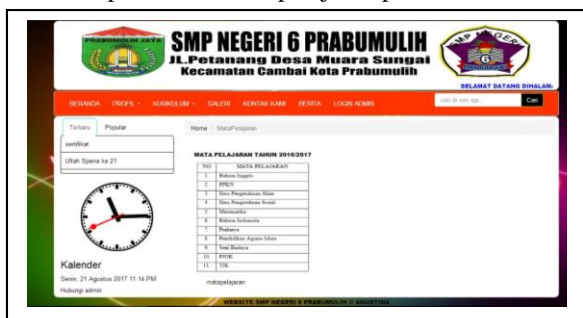 PRABUMULIH JAYA
SMP NEGERI 6 PRABUMULIH
JL.Petanang Desa Muara Sungai
Kecamatan Cambai Kota Prabumulih
6
SELAMAT DATANG DIHALAMA
BERANDA PROFIL KURIKULUM GALERI KONTAK KAMI BERITA LOGIN ADMIN
Cari
Terbaru Popular
Home / MataPelajaran
sertifikat
Ultah Spena ke 21
MATA PELAJARAN TAHUN 2016/2017
NO MATA PELAJARAN
1. Bahasa Inggris
2. PPKN
3. Ilmu Pengetahuan Alam
4. Ilmu Pengetahuan Sosial
5. Matematika
6. Bahasa Indonesia
7. Prakarya
8. Pendidikan Agama Islam
9. Seni Budaya
10. PJOK
11. TIK
matapelajaran
Kalender
Senin, 21 Agustus 2017 11:14 PM
Hubungi admin
WEBSITE SMP NEGERI 6 PRABUMULIH © AGUSTINA